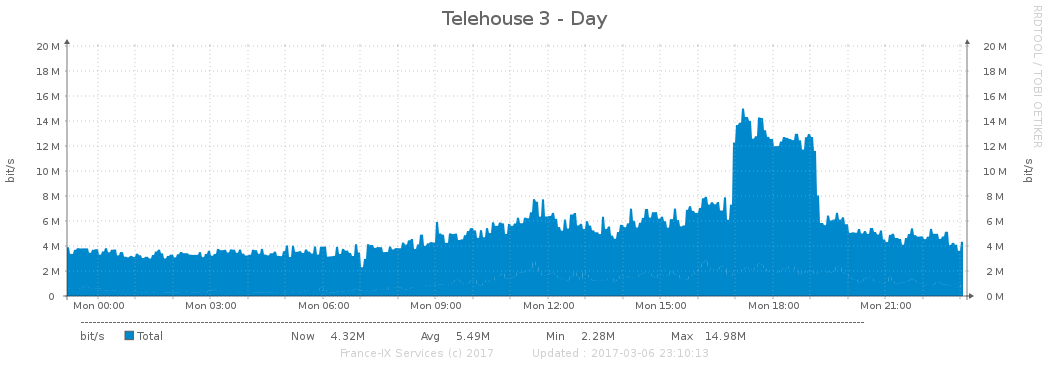 Telehouse 3 - Day
RRDTOOL / TOBI OETIKER
bit/s
bit/s
20 M 20 M
18 M 18 M
16 M 16 M
14 M 14 M
12 M 12 M
10 M 10 M
8 M 8 M
6 M 6 M
4 M 4 M
2 M 2 M
0 0 M
Mon 00:00 Mon 03:00 Mon 06:00 Mon 09:00 Mon 12:00 Mon 15:00 Mon 18:00 Mon 21:00
bit/s Total Now 4.32M Avg 5.49M Min 2.28M Max 14.98M
France-IX Services (c) 2017 Updated : 2017-03-06 23:10:13